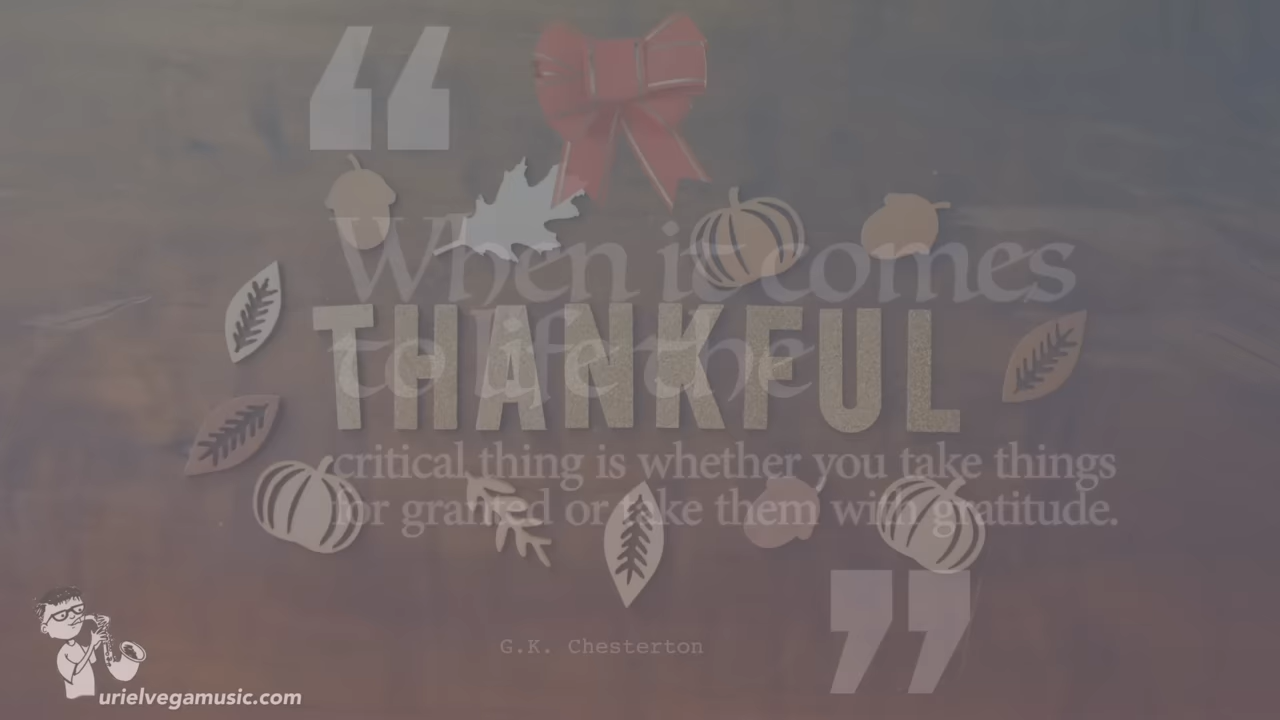 When it comes
THANKFUL
to life the
critical thing is whether you take things
for granted or take them with gratitude.
G.K. Chesterton
urielvegamusic.com